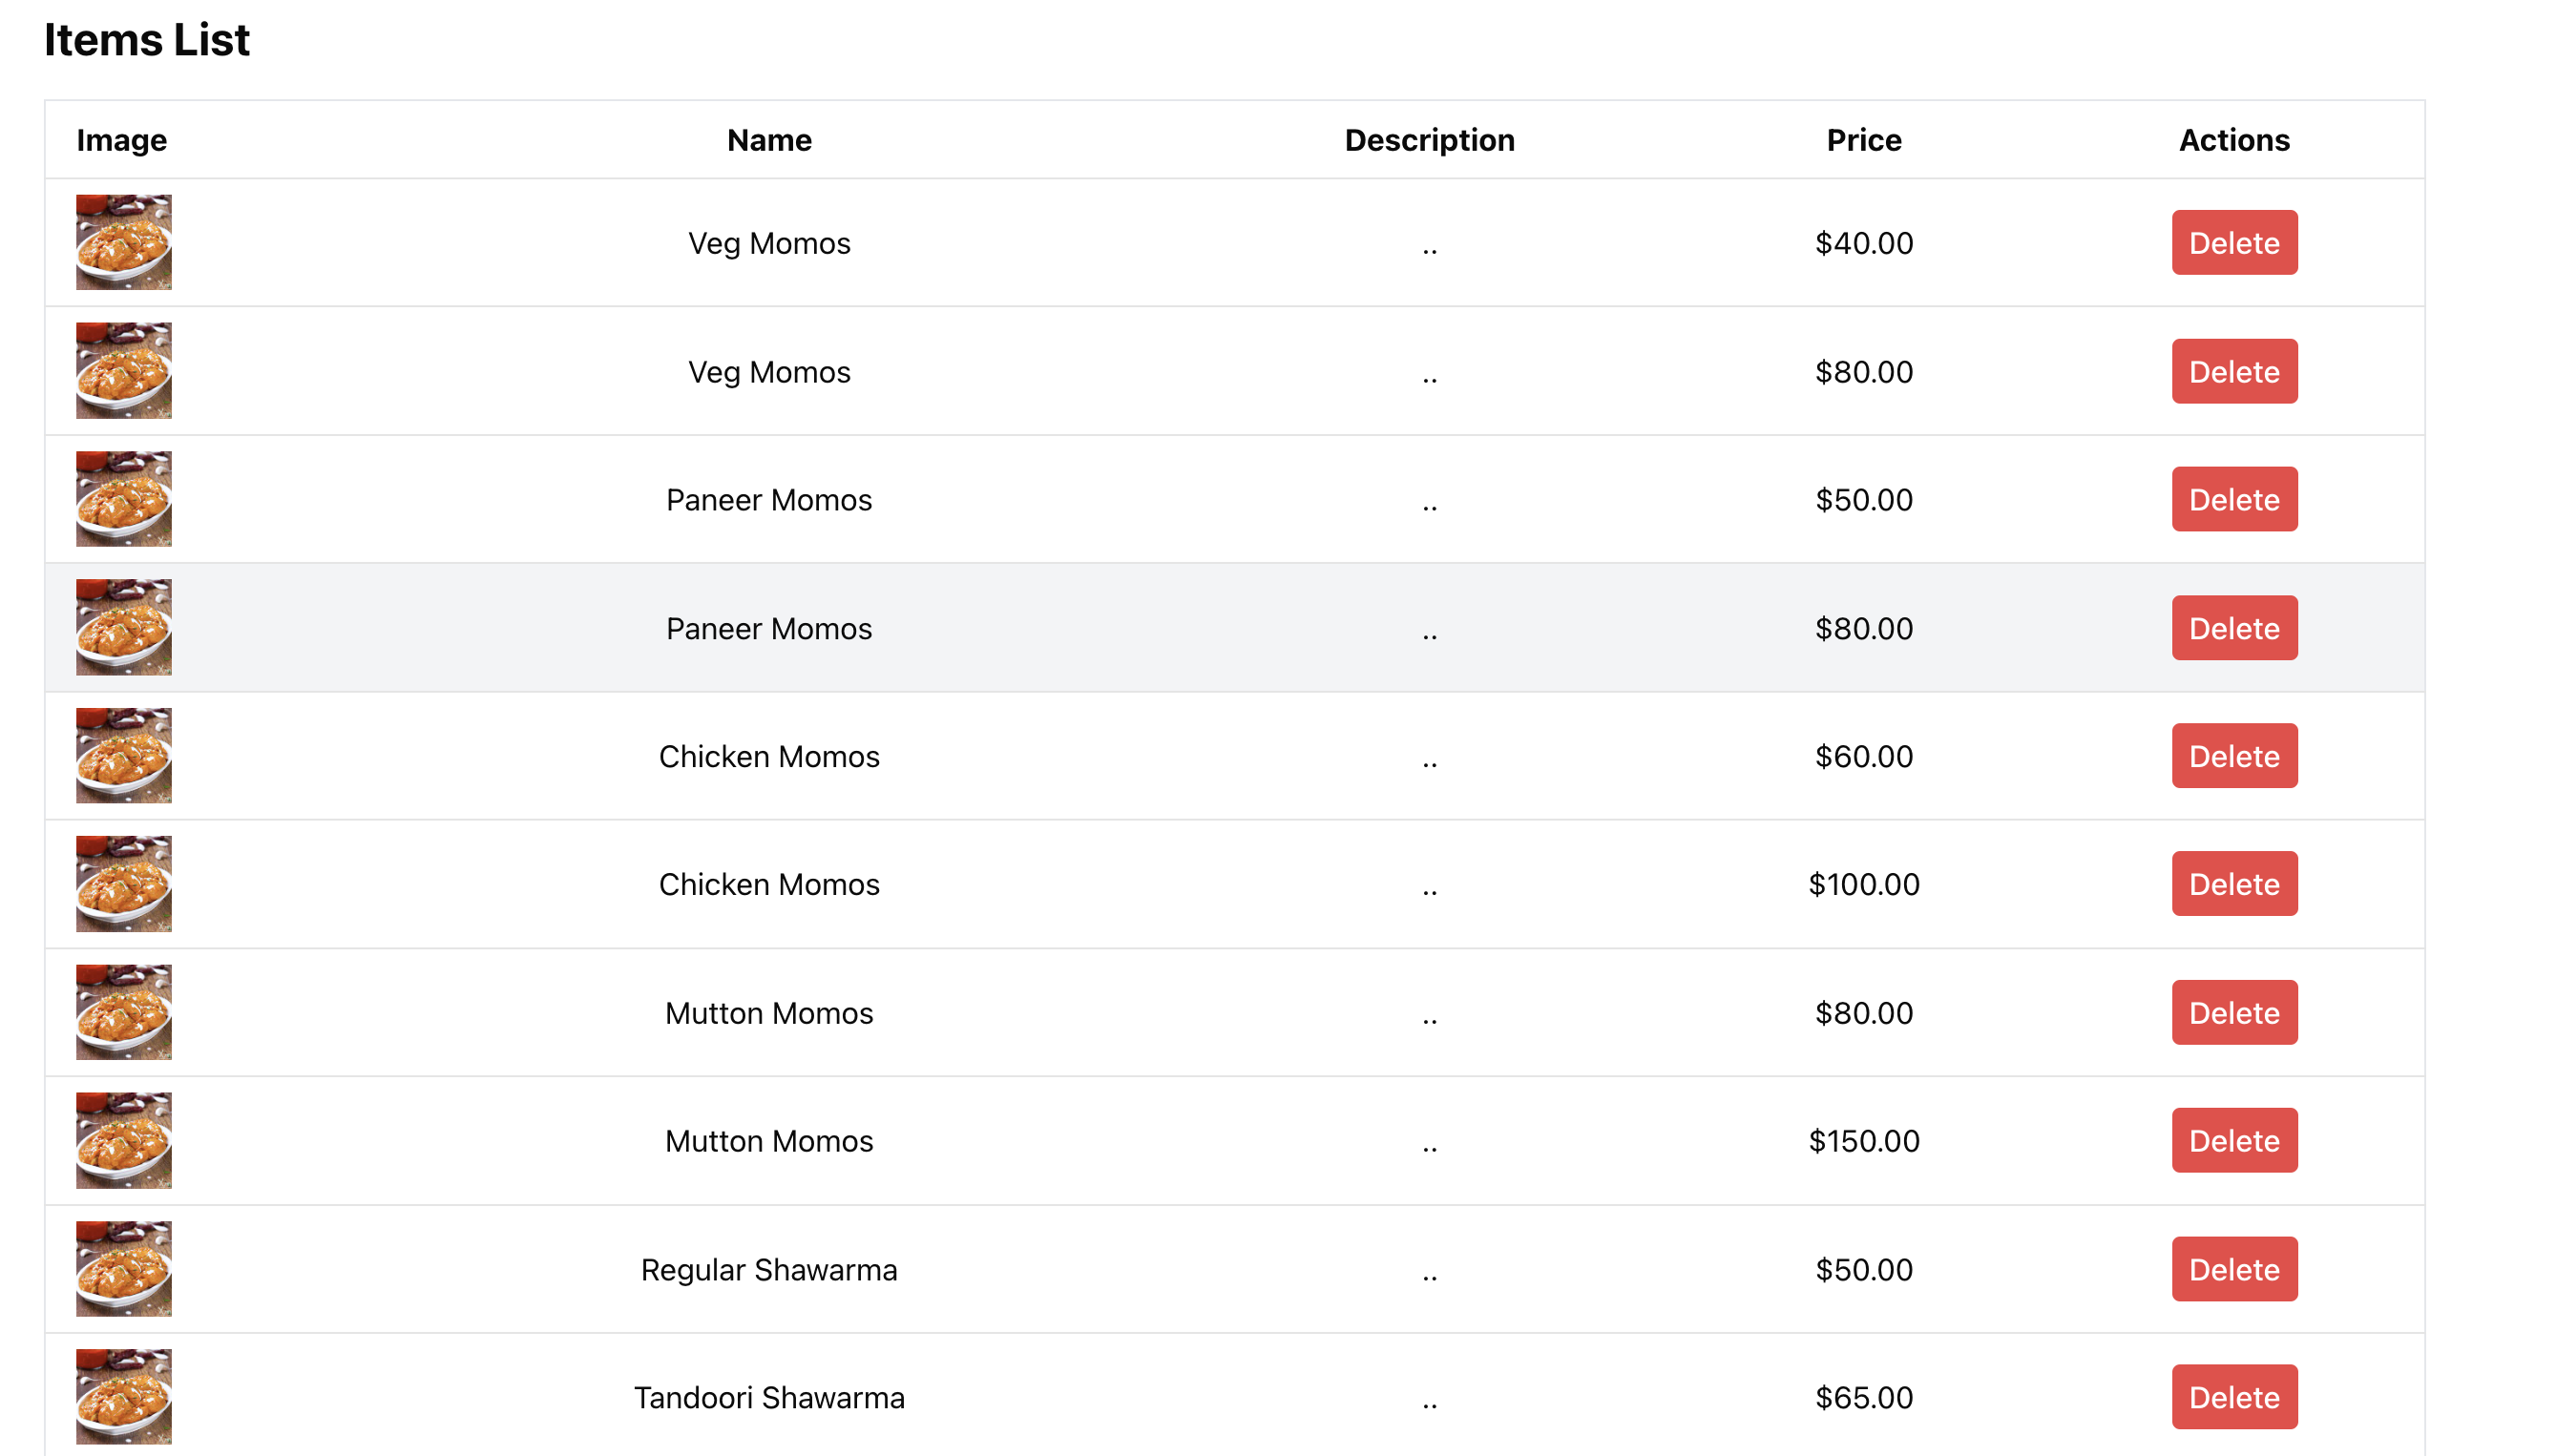 Items List
Image Name Description Price Actions
Veg Momos .. $40.00 Delete
Veg Momos .. $80.00 Delete
Paneer Momos .. $50.00 Delete
Paneer Momos .. $80.00 Delete
Chicken Momos .. $60.00 Delete
Chicken Momos .. $100.00 Delete
Mutton Momos .. $80.00 Delete
Mutton Momos .. $150.00 Delete
Regular Shawarma .. $50.00 Delete
Tandoori Shawarma .. $65.00 Delete